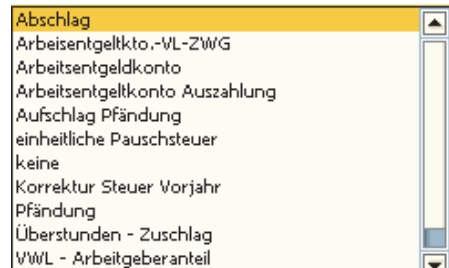 Abschlag
Arbeisentgeltkto.-VL-ZWG
Arbeitsentgeldkonto
Arbeitsentgeltkonto Auszahlung
Aufschlag Pfändung
einheitliche Pauschsteuer
keine
Korrektur Steuer Vorjahr
Pfändung
Überstunden - Zuschlag
VWL - Arbeitgeberanteil